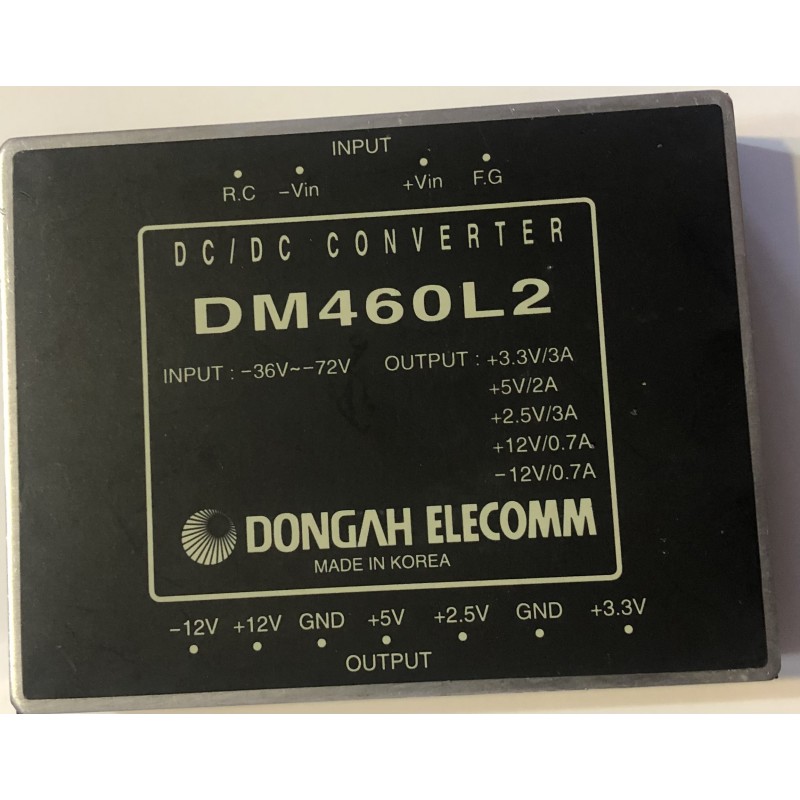 INPUT
R.C -Vin +Vin F.G
DC/DC CONVERTER
DM460L2
INPUT : -36V~-72V OUTPUT : +3.3V/3A
+5V/2A
+2.5V/3A
+12V/0.7A
-12V/0.7A
DONGAH ELECOMM
MADE IN KOREA
-12V +12V GND +5V +2.5V GND +3.3V
OUTPUT